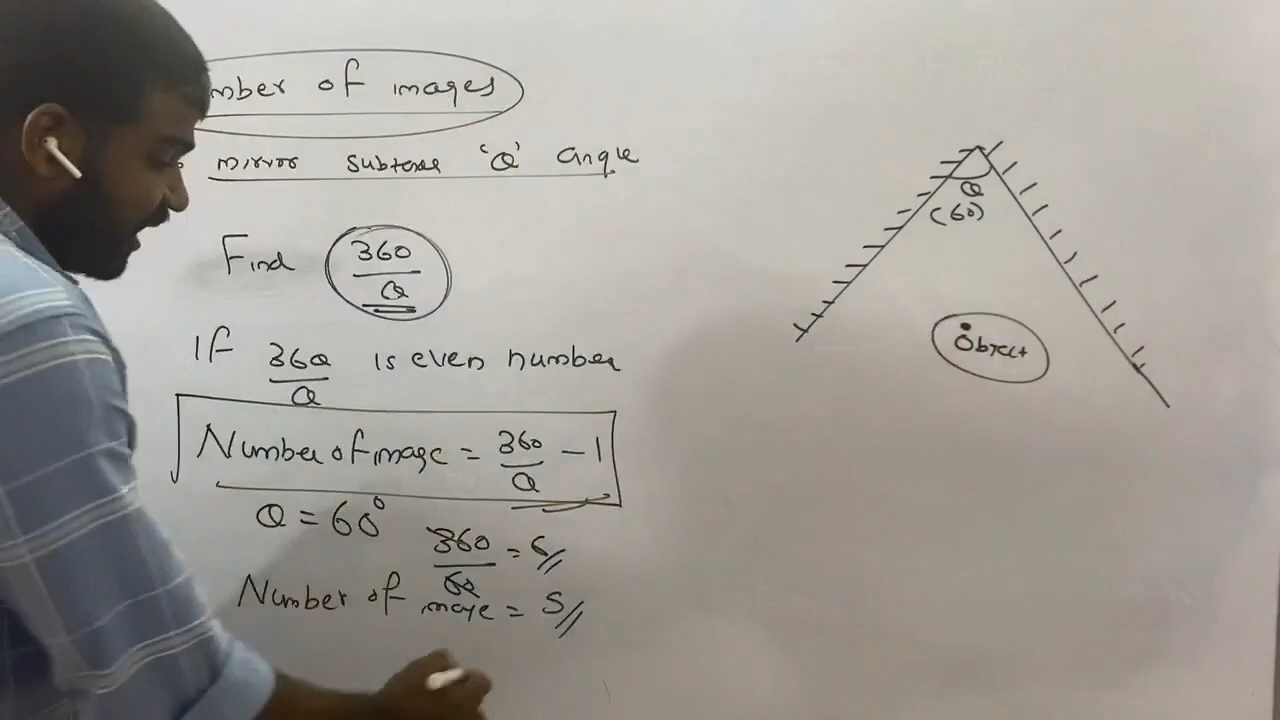 mber of images
mirror subtans 'θ' angle
Find 360/θ
If 360/θ is even number
Number of image = 360/θ - 1
θ = 60° 360/60 = 6//
Number of image = 5//
θ
(60)
Object